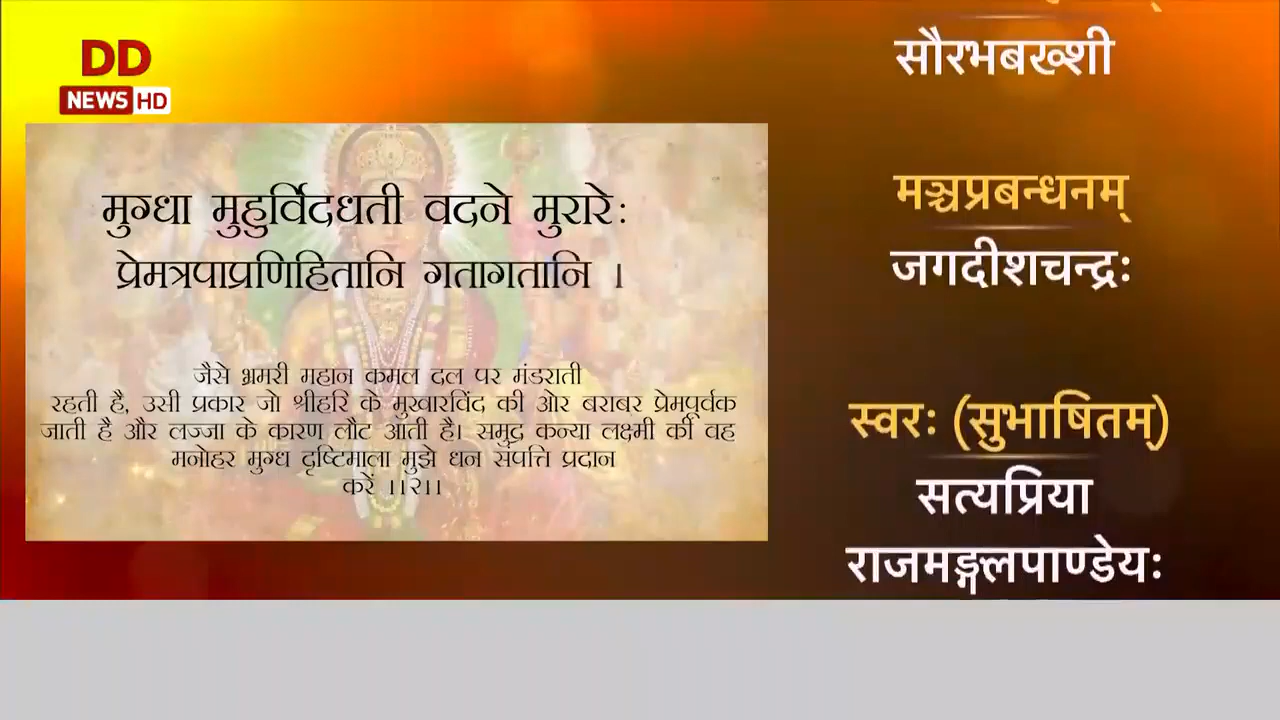 DD
NEWS HD
मुग्धा मुहुर्विदधती वदने मुरारेः
प्रेमत्रपाप्रणिहितानि गतागतानि ।
जैसे भ्रमरी महान कमल दल पर मंडराती
रहती है, उसी प्रकार जो श्रीहरि के मुखारविंद की ओर बराबर प्रेमपूर्वक
जाती है और लज्जा के कारण लौट आती है। समुद्र कन्या लक्ष्मी की वह
मनोहर मुग्ध दृष्टिमाला मुझे धन संपत्ति प्रदान
करें ।।२।।
सौरभबख्शी
मञ्चप्रबन्धनम्
जगदीशचन्द्रः
स्वरः (सुभाषितम्)
सत्यप्रिया
राजमङ्गलपाण्डेयः